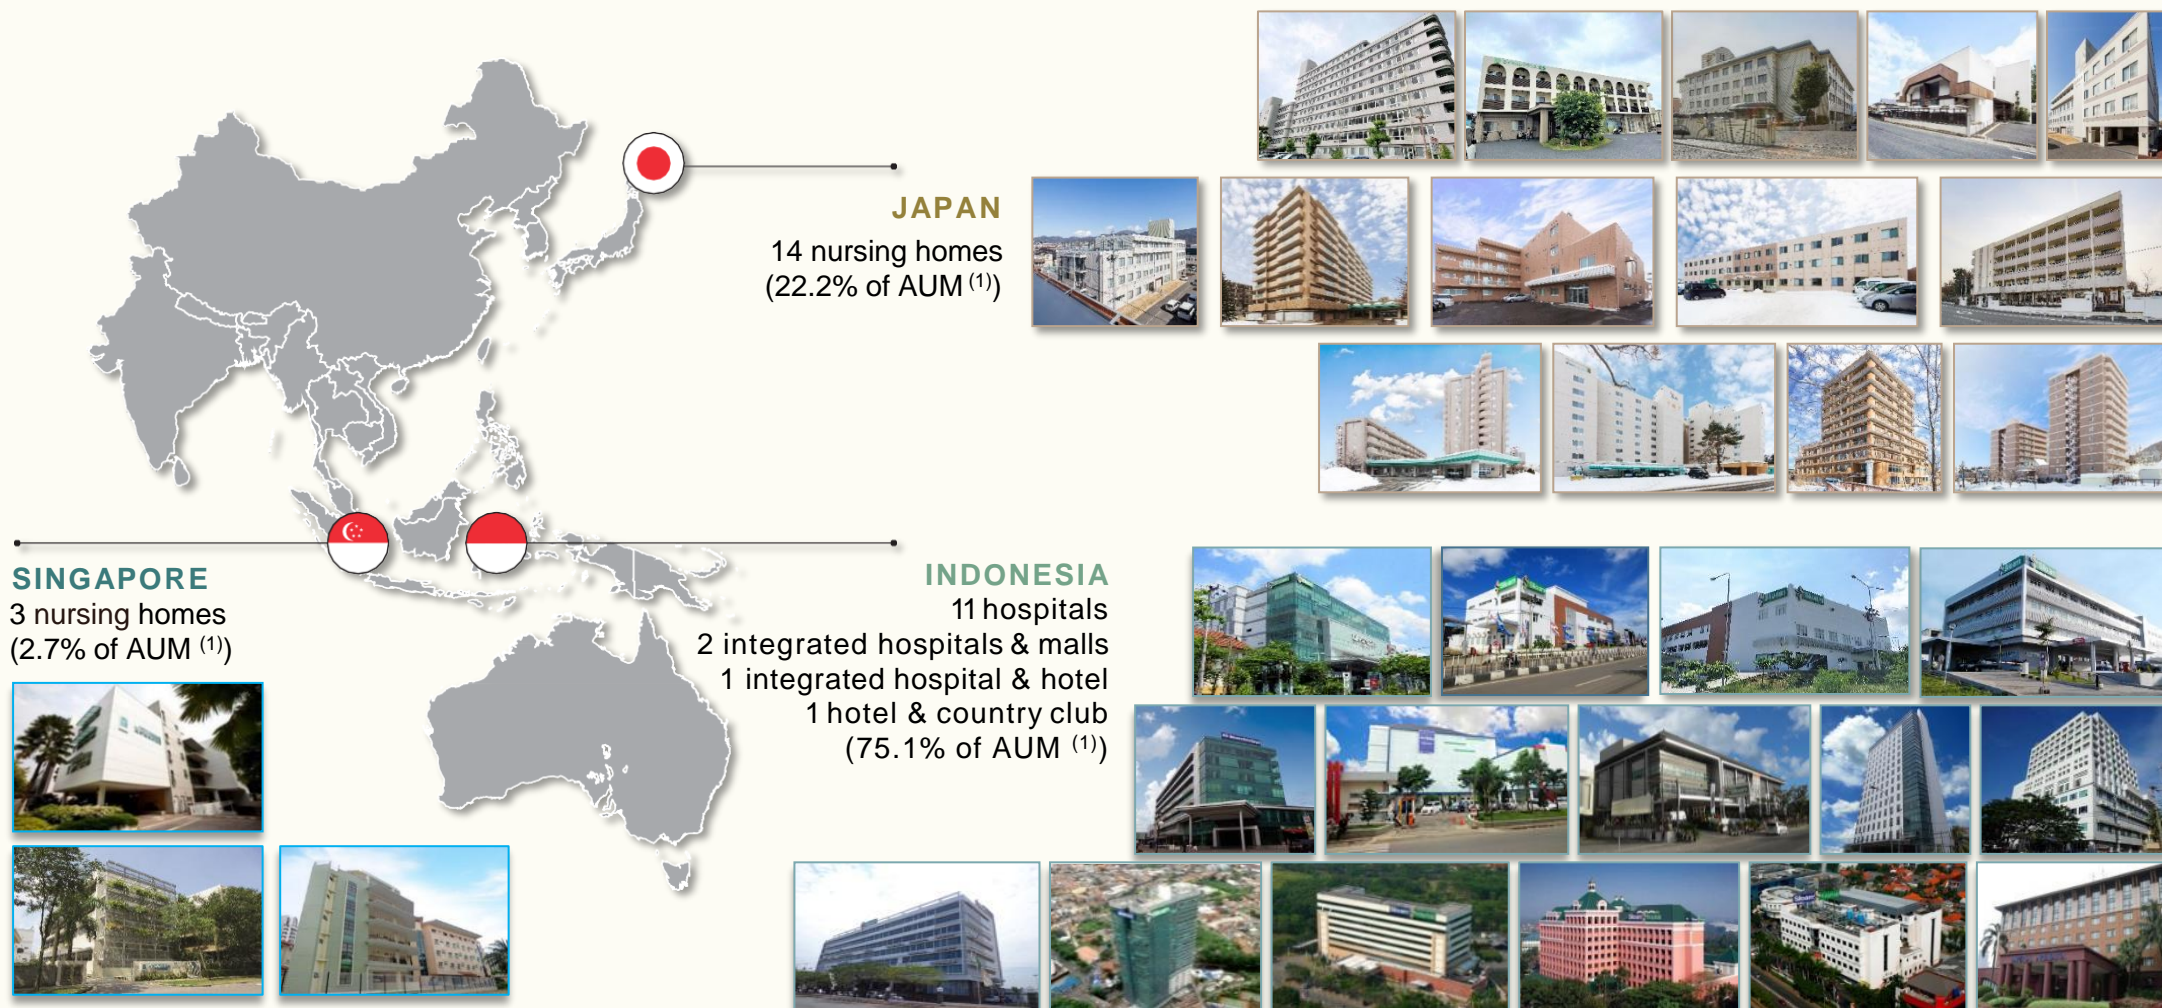 JAPAN
14 nursing homes
(22.2% of AUM (1))
SINGAPORE
3 nursing homes
(2.7% of AUM (1))
INDONESIA
11 hospitals
2 integrated hospitals & malls
1 integrated hospital & hotel
1 hotel & country club
(75.1% of AUM (1))